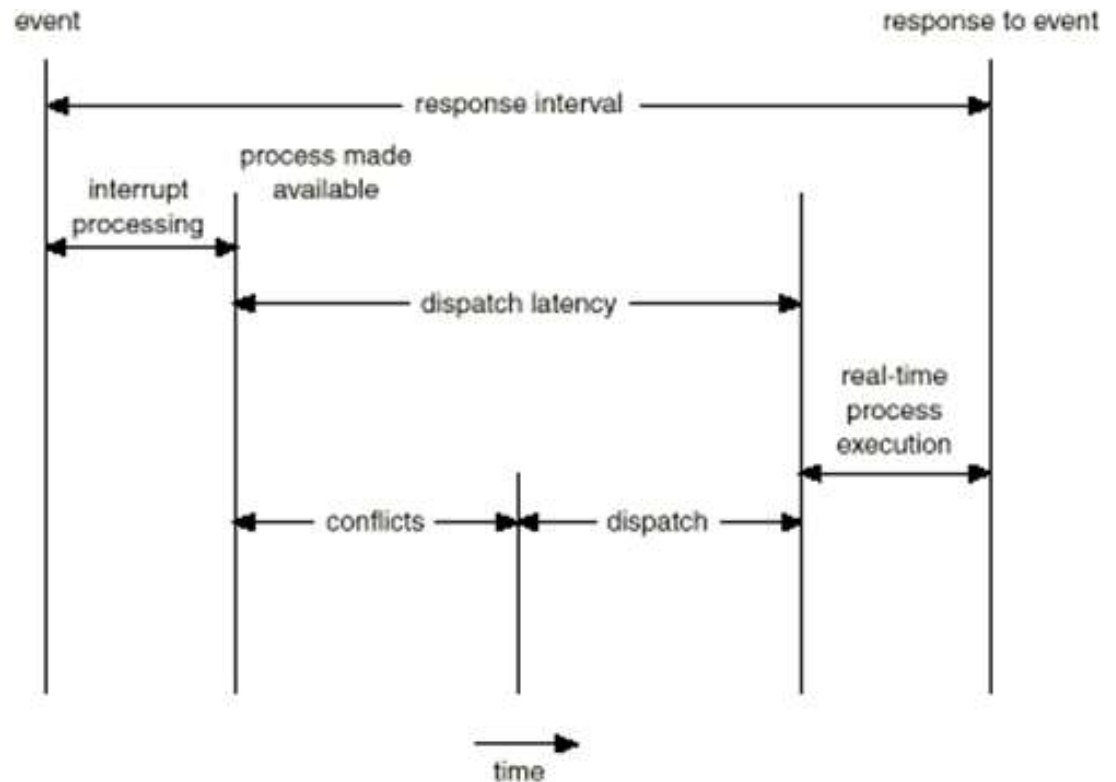 event
response to event
response interval
process made
available
interrupt
processing
dispatch latency
real-time
process
execution
conflicts
dispatch
time